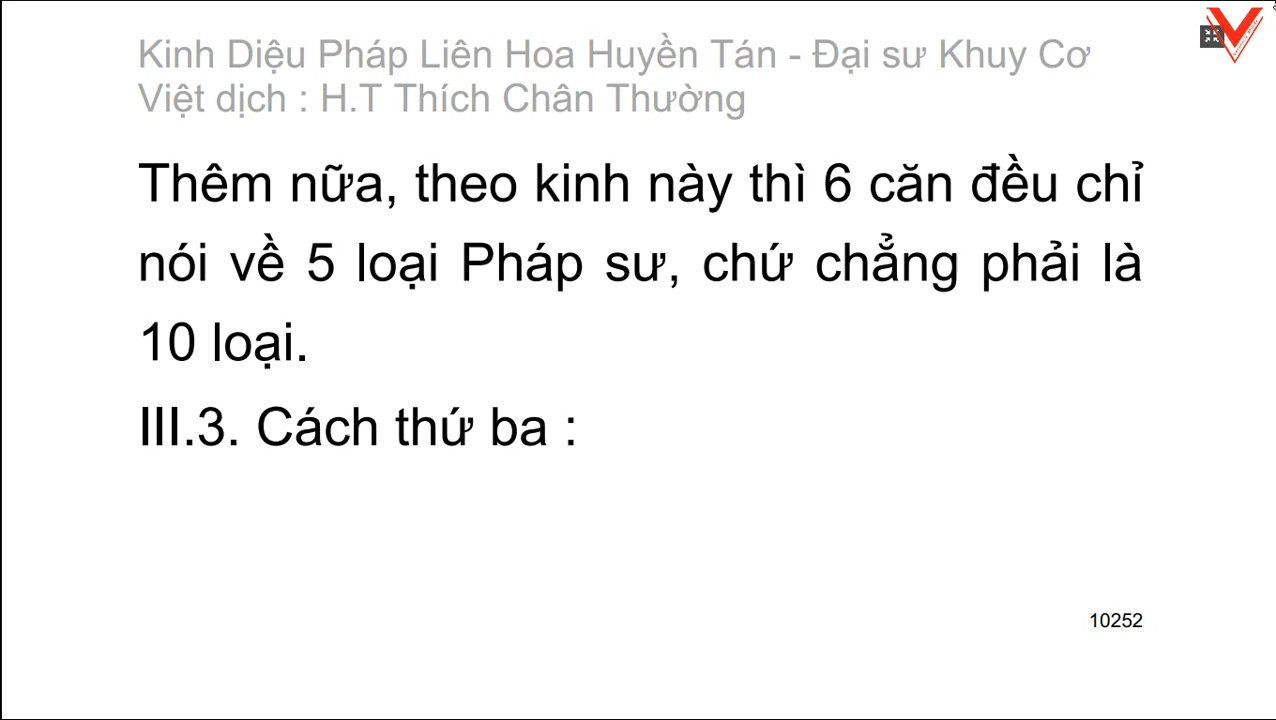 Kinh Diệu Pháp Liên Hoa Huyền Tán - Đại sư Khuy Cơ
Việt dịch : H.T Thích Chân Thường
Thêm nữa, theo kinh này thì 6 căn đều chỉ
nói về 5 loại Pháp sư, chứ chẳng phải là
10 loại.
III.3. Cách thứ ba :
10252